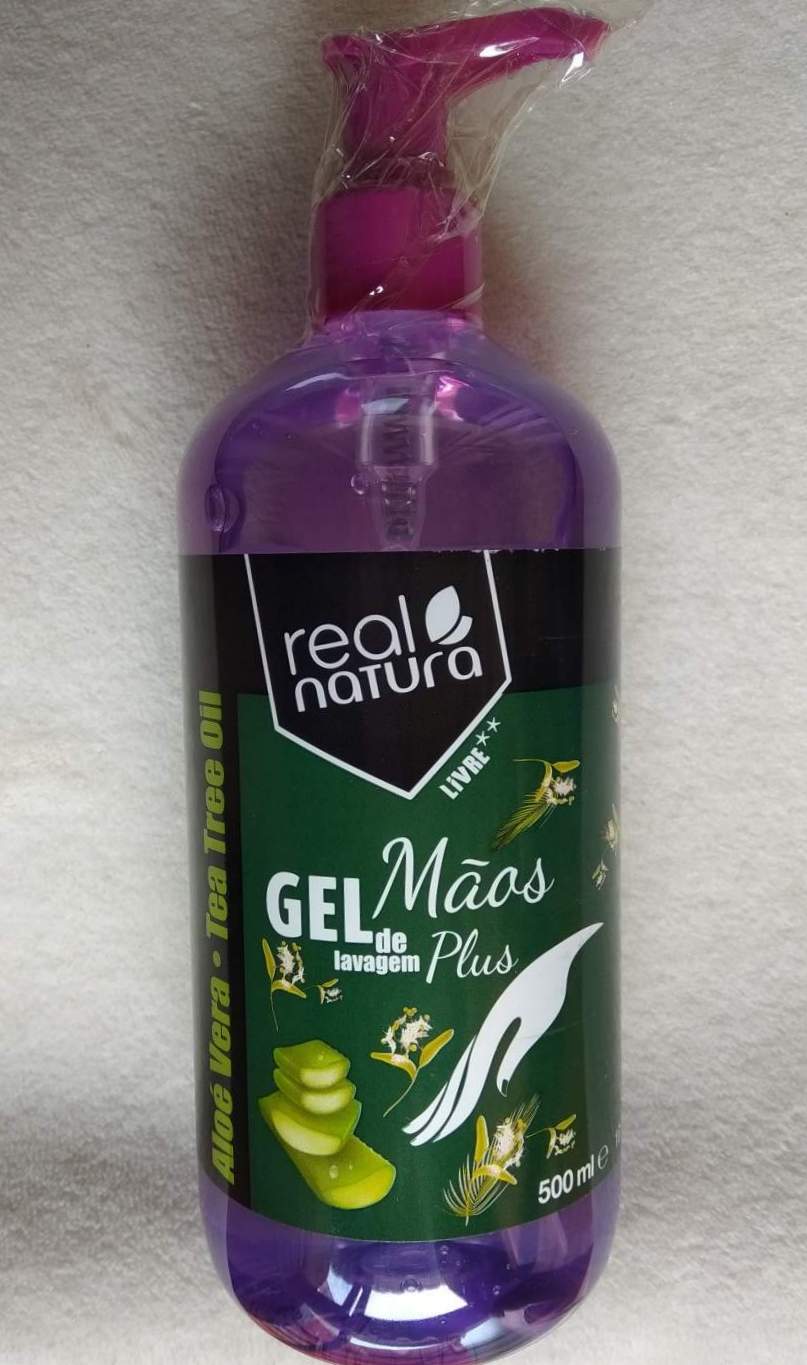 real
natura
LiVRE**
GEL
de
lavagem
Mãos
Plus
Aloé Vera • Tea Tree Oil
500 ml e